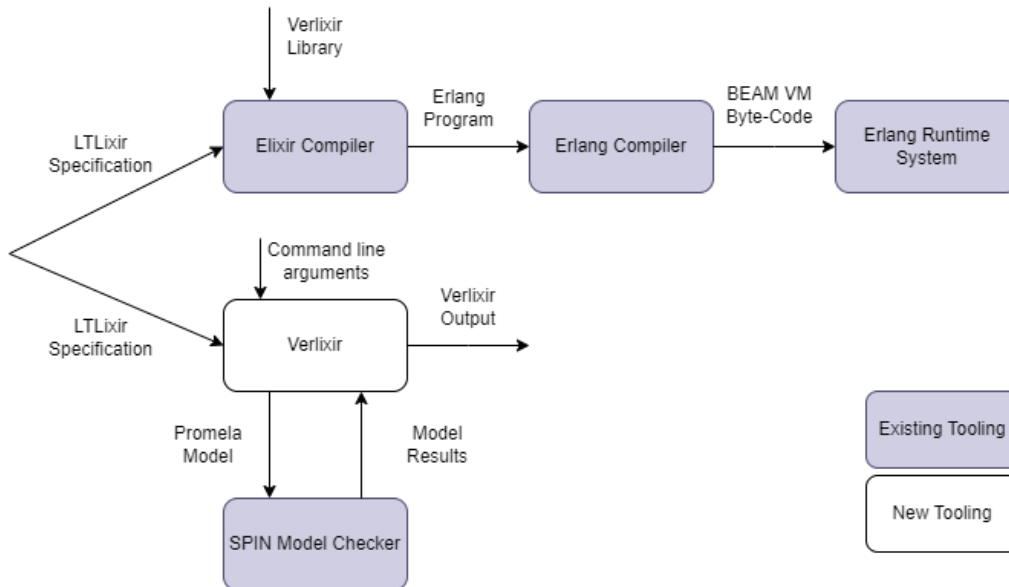 Verlixir
Library
LTLixir
Specification
Elixir Compiler
Erlang
Program
Erlang Compiler
BEAM VM
Byte-Code
Erlang Runtime
System
Command line
arguments
LTLixir
Specification
Verlixir
Verlixir
Output
Promela
Model
Model
Results
SPIN Model Checker
Existing Tooling
New Tooling